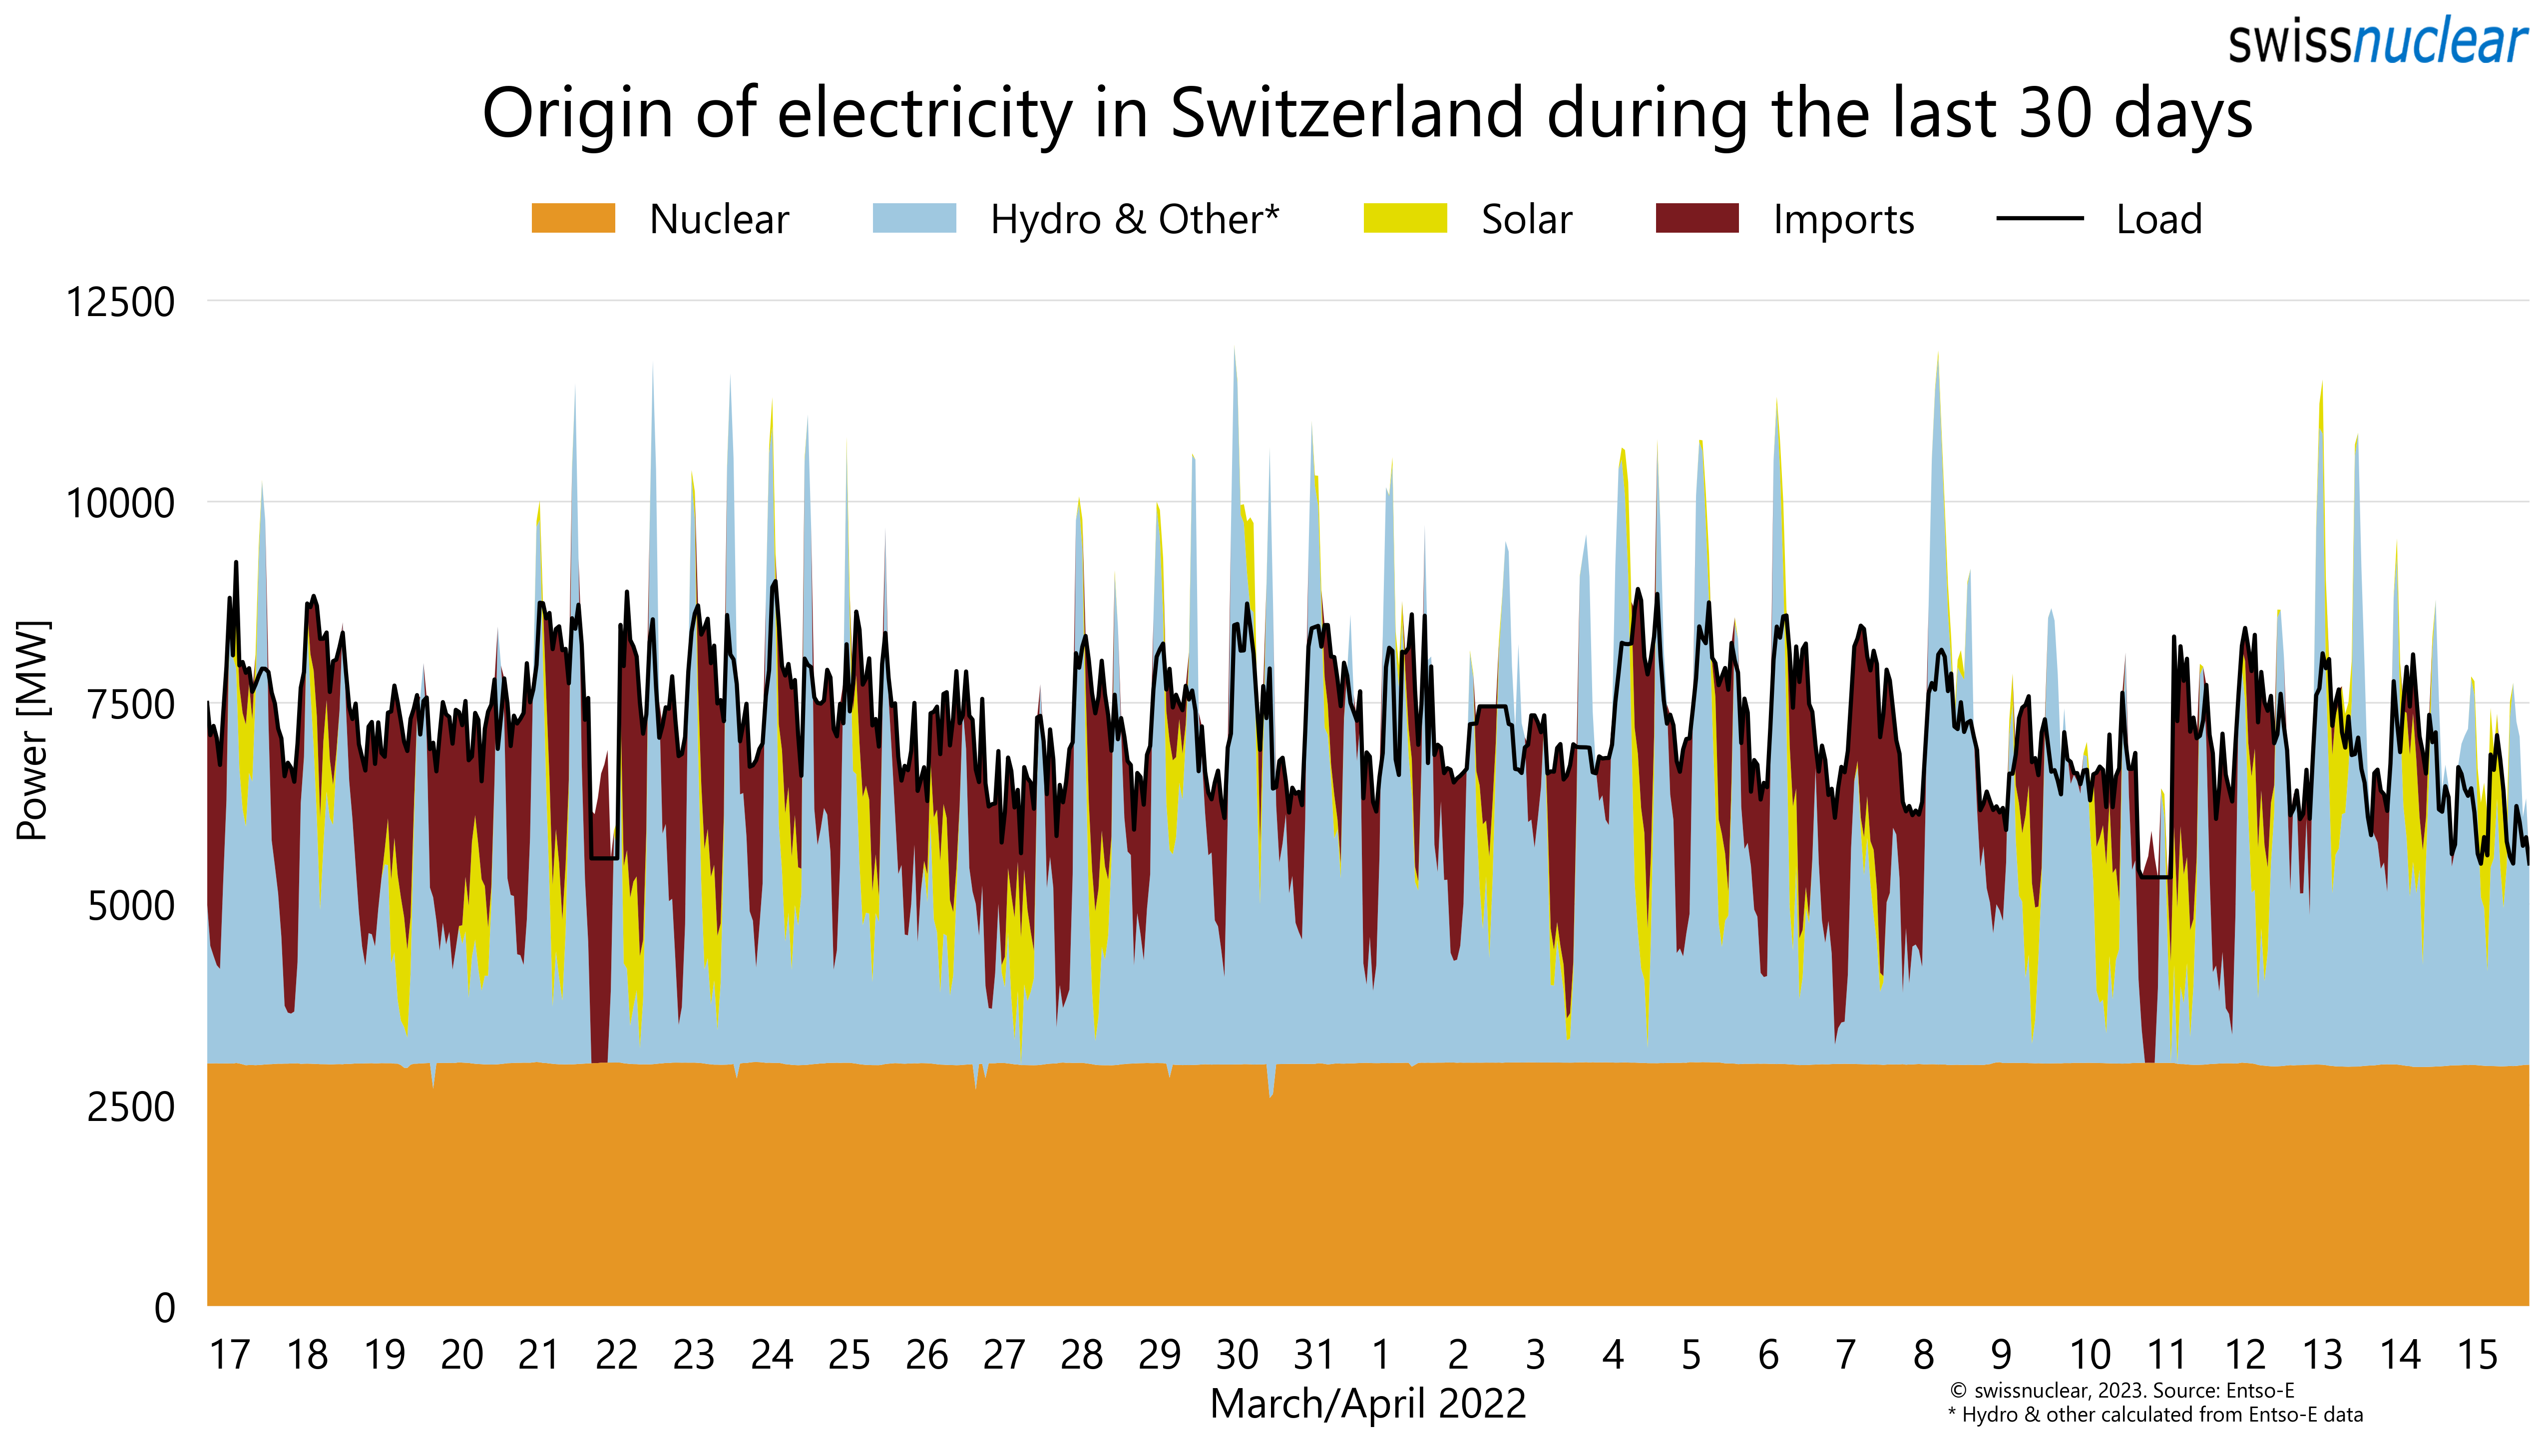 swissnuclear
Origin of electricity in Switzerland during the last 30 days
Nuclear Hydro & Other* Solar Imports Load
12500
10000
7500
5000
2500
0
Power [MW]
17 18 19 20 21 22 23 24 25 26 27 28 29 30 31 1 2 3 4 5 6 7 8 9 10 11 12 13 14 15
March/April 2022
© swissnuclear, 2023. Source: Entso-E
* Hydro & other calculated from Entso-E data